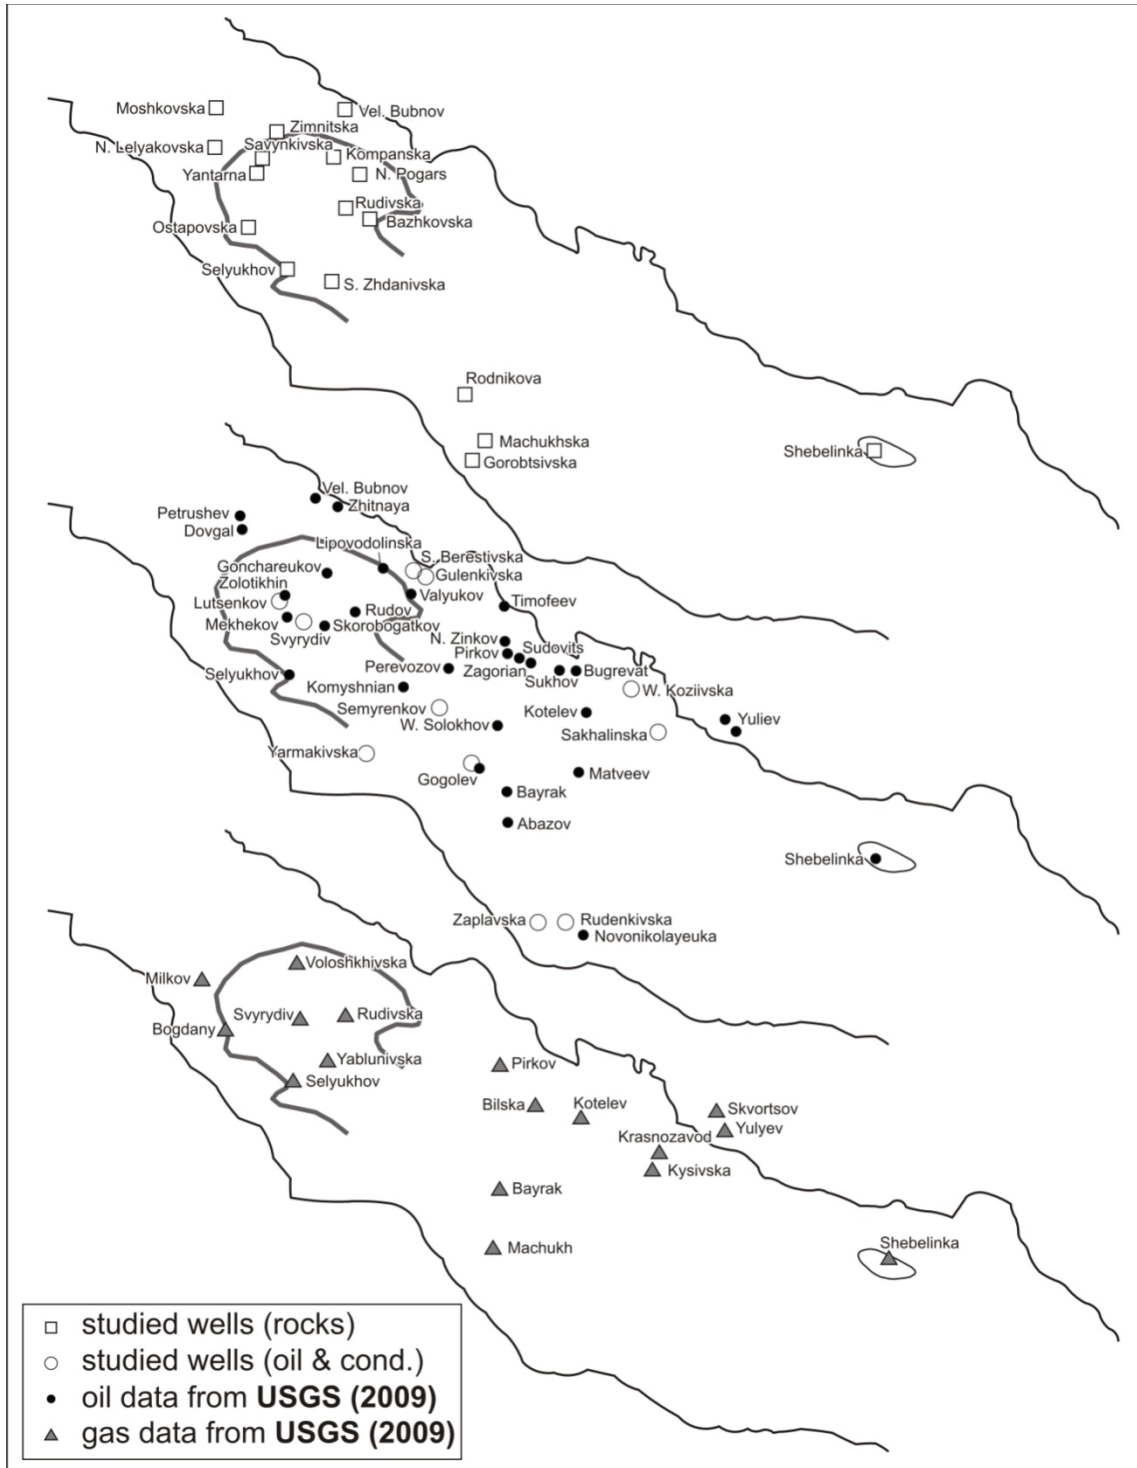 Moshkovska
Vel. Bubnov
Zimnitska
N. Lelyakovska
Savynkivska
Kompanska
Yantarna
N. Pogars
Rudivska
Bazhkovska
Ostapovska
Selyukhov
S. Zhdanivska
Rodnikova
Machukhska
Gorobtsivska
Shebelinka
Vel. Bubnov
Zhitnaya
Petrushev
Dovgal
Lipovodolinska
S. Berestivska
Gulenkivska
Goncharеukov
Zolotikhin
Lutsenkov
Valyukov
Timofeev
Mekhekov
Rudov
Svyrydiv
Skorobogatkov
N. Zinkov
Pirkov
Sudovits
Zagorian
Sukhov
Bugrevat
Perevozov
Selyukhov
Komyshnian
W. Koziivska
Semyrenkov
W. Solokhov
Kotelev
Yuliev
Sakhalinska
Yarmakivska
Gogolev
Matveev
Bayrak
Abazov
Shebelinka
Zaplavska
Rudenkivska
Novonikolayeuka
Voloshkhivska
Milkov
Svyrydiv
Rudivska
Bogdany
Yablunivska
Selyukhov
Pirkov
Bilska
Kotelev
Skvortsov
Yulyev
Krasnozavod
Kysivska
Bayrak
Machukh
Shebelinka
studied wells (rocks)
studied wells (oil & cond.)
oil data from USGS (2009)
gas data from USGS (2009)